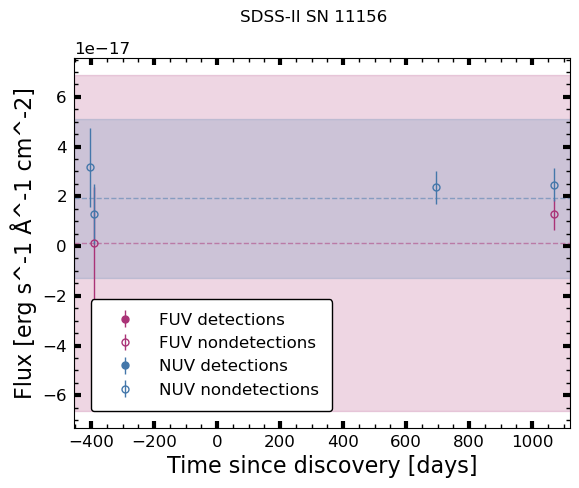 SDSS-II SN 11156
1e−17
Flux [erg s^-1 Å^-1 cm^-2]
6
4
2
0
−2
−4
−6
FUV detections
FUV nondetections
NUV detections
NUV nondetections
−400 −200 0 200 400 600 800 1000
Time since discovery [days]